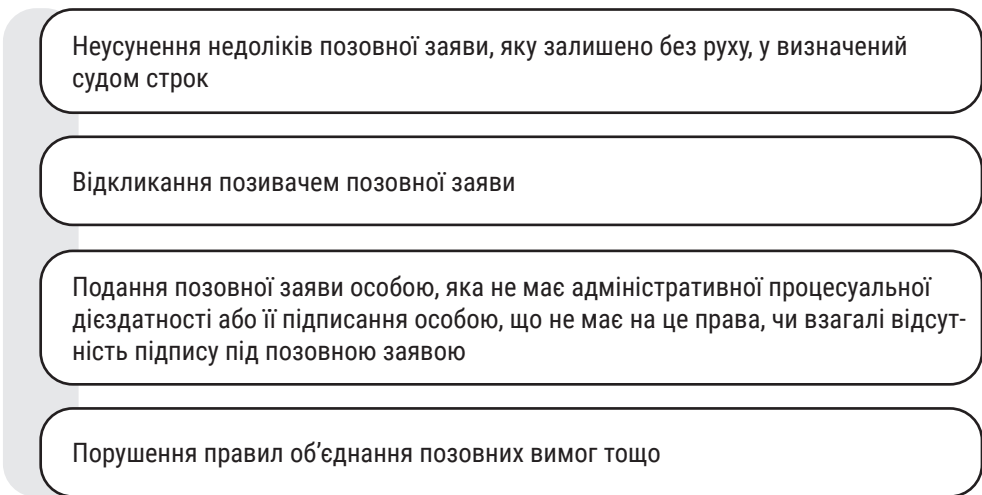 Неусунення недоліків позовної заяви, яку залишено без руху, у визначений
судом строк
Відкликання позивачем позовної заяви
Подання позовної заяви особою, яка не має адміністративної процесуальної
дієздатності або її підписання особою, що не має на це права, чи взагалі відсут-
ність підпису під позовною заявою
Порушення правил об’єднання позовних вимог тощо